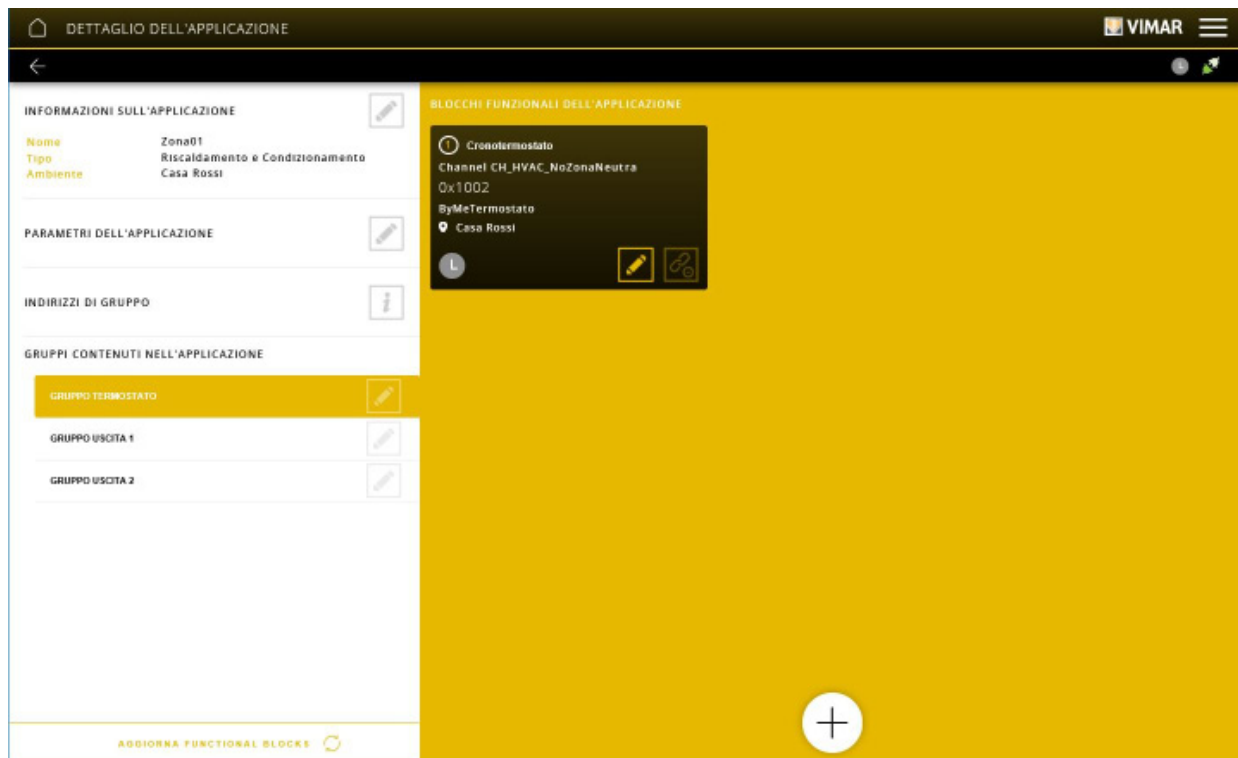 DETTAGLIO DELL'APPLICAZIONE
VIMAR
L
INFORMAZIONI SULL'APPLICAZIONE
Nome Zona01
Tipo Riscaldamento e Condizionamento
Ambiente Casa Rossi
PARAMETRI DELL'APPLICAZIONE
INDIRIZZI DI GRUPPO
i
GRUPPI CONTENUTI NELL'APPLICAZIONE
GRUPPO TERMOSTATO
GRUPPO USCITA 1
GRUPPO USCITA 2
AGGIORNA FUNCTIONAL BLOCKS
BLOCCHI FUNZIONALI DELL'APPLICAZIONE
1 Cronotermostato
Channel CH_HVAC_NoZonaNeutra
0x1002
ByMeTermostato
Casa Rossi
L